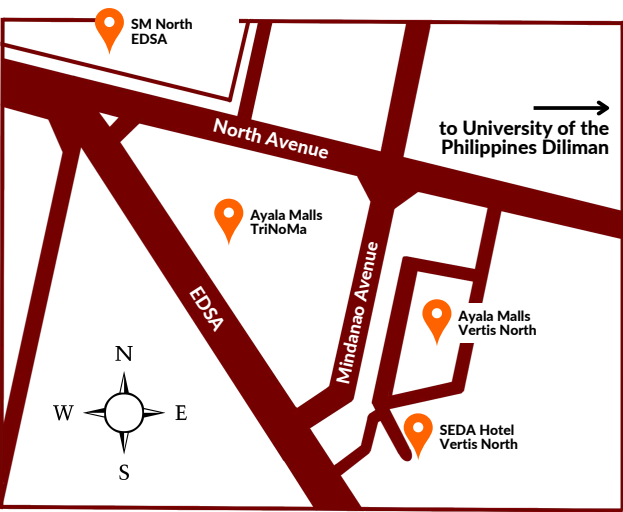 SM North
EDSA
to University of the
Philippines Diliman
North Avenue
Ayala Malls
TriNoMa
Mindanao Avenue
EDSA
Ayala Malls
Vertis North
N
W
E
S
SEDA Hotel
Vertis North